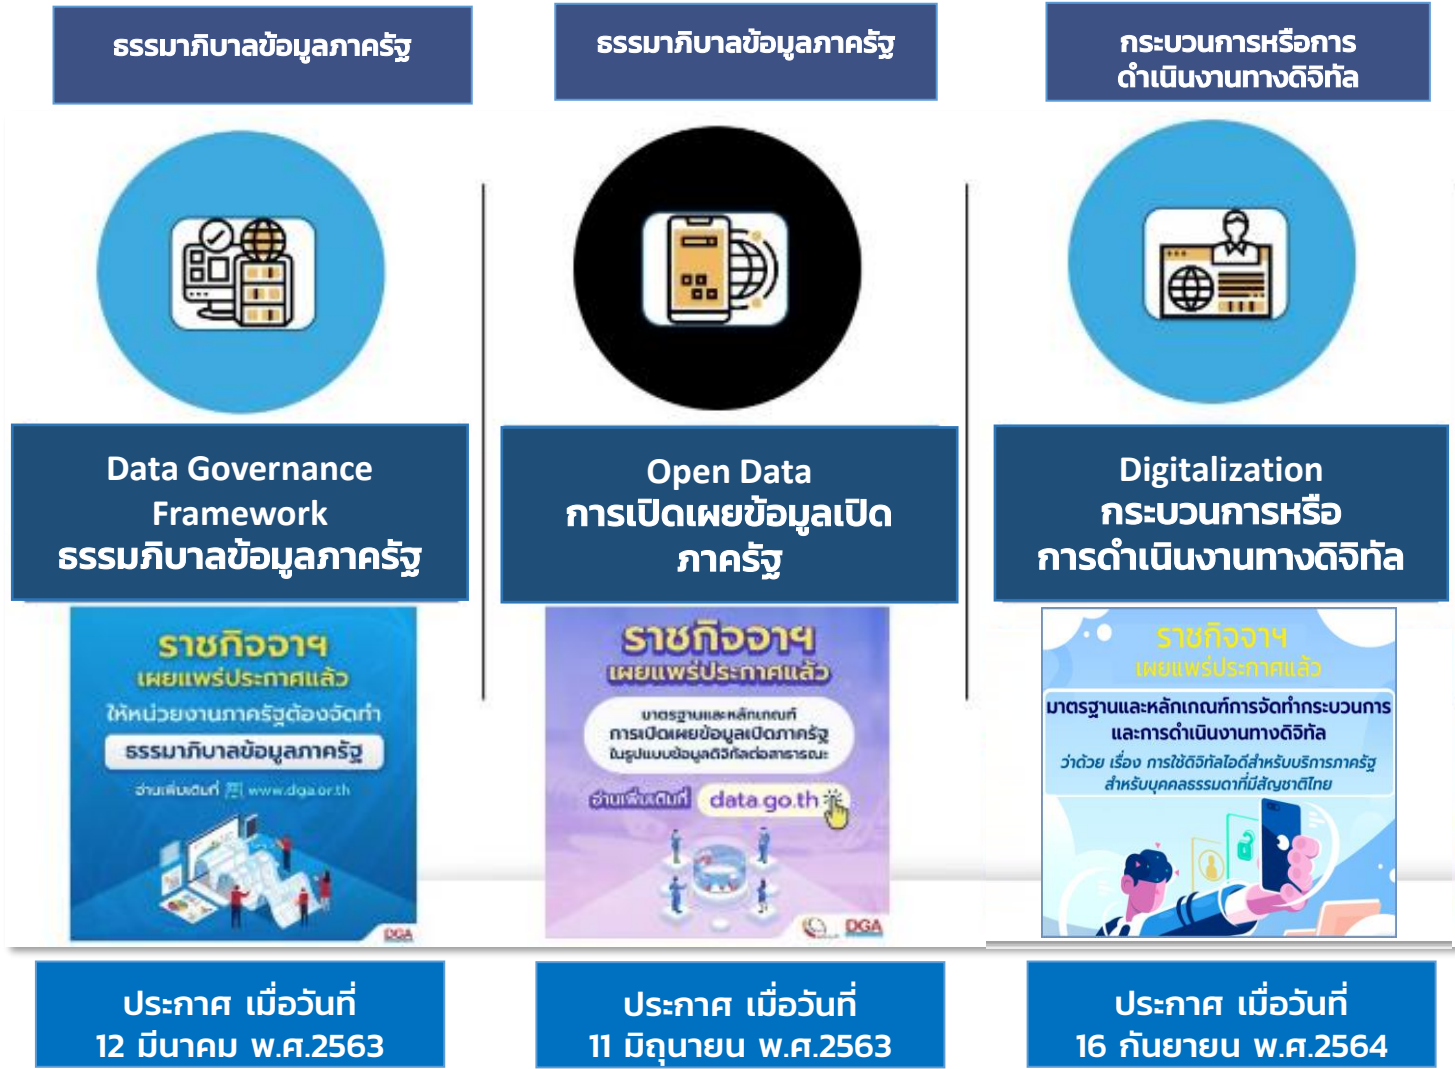 ธรรมาภิบาลข้อมูลภาครัฐ
Data Governance
Framework
ธรรมภิบาลข้อมูลภาครัฐ
ราชกิจจาฯ
เผยแพร่ประกาศแล้ว
ให้หน่วยงานภาครัฐต้องจัดทำ
ธรรมาภิบาลข้อมูลภาครัฐ
อ่านเพิ่มเติมที่ www.dga.or.th
DGA
ประกาศ เมื่อวันที่
12 มีนาคม พ.ศ.2563
ธรรมาภิบาลข้อมูลภาครัฐ
Open Data
การเปิดเผยข้อมูลเปิด
ภาครัฐ
ราชกิจจาฯ
เผยแพร่ประกาศแล้ว
มาตรฐานและหลักเกณฑ์
การเปิดเผยข้อมูลเปิดภาครัฐ
ในรูปแบบข้อมูลดิจิทัลต่อสาธารณะ
อ่านเพิ่มเติมที่ data.go.th
DGA
ประกาศ เมื่อวันที่
11 มิถุนายน พ.ศ.2563
กระบวนการหรือการ
ดำเนินงานทางดิจิทัล
Digitalization
กระบวนการหรือ
การดำเนินงานทางดิจิทัล
ราชกิจจาฯ
เผยแพร่ประกาศแล้ว
มาตรฐานและหลักเกณฑ์การจัดทำกระบวนการ
และการดำเนินงานทางดิจิทัล
ว่าด้วย เรื่อง การใช้ดิจิทัลไอดีสำหรับบริการภาครัฐ
สำหรับบุคคลธรรมดาที่มีสัญชาติไทย
ประกาศ เมื่อวันที่
16 กันยายน พ.ศ.2564